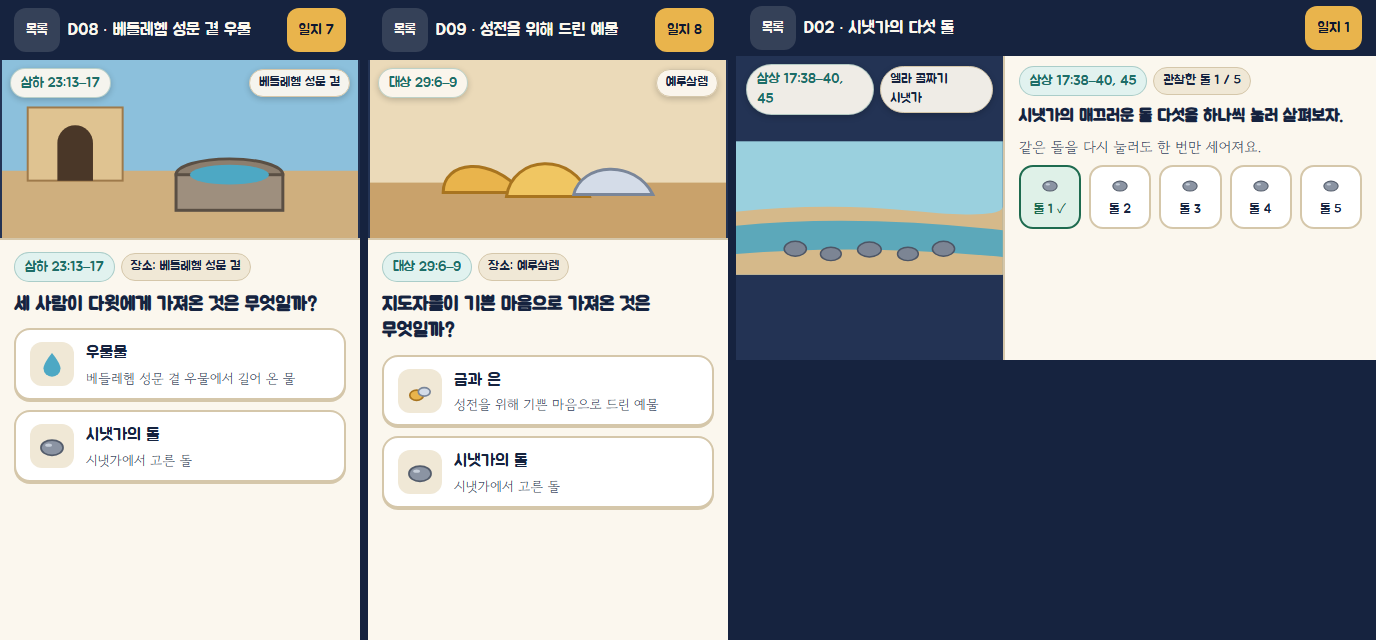 목록
D08 · 베들레헴 성문 곁 우물
일지 7
삼하 23:13–17
베들레헴 성문 곁
삼하 23:13–17
장소: 베들레헴 성문 곁
세 사람이 다윗에게 가져온 것은 무엇일까?
우물물
베들레헴 성문 곁 우물에서 길어 온 물
시냇가의 돌
시냇가에서 고른 돌
목록
D09 · 성전을 위해 드린 예물
일지 8
대상 29:6–9
예루살렘
대상 29:6–9
장소: 예루살렘
지도자들이 기쁜 마음으로 가져온 것은
무엇일까?
금과 은
성전을 위해 기쁜 마음으로 드린 예물
시냇가의 돌
시냇가에서 고른 돌
목록
D02 · 시냇가의 다섯 돌
일지 1
삼상 17:38–40,
45
엘라 골짜기
시냇가
삼상 17:38–40, 45
관찰한 돌 1 / 5
시냇가의 매끄러운 돌 다섯을 하나씩 눌러 살펴보자.
같은 돌을 다시 눌러도 한 번만 세어져요.
돌 1 ✓
돌 2
돌 3
돌 4
돌 5